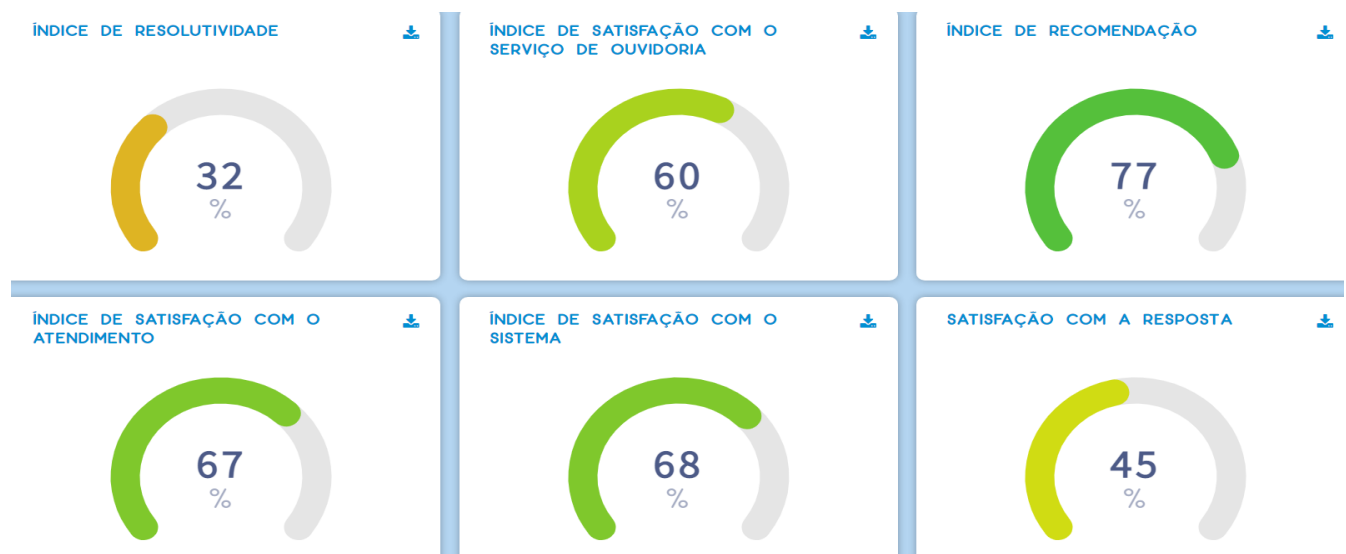 ÍNDICE DE RESOLUTIVIDADE
32
%
ÍNDICE DE SATISFAÇÃO COM O
SERVIÇO DE OUVIDORIA
60
%
ÍNDICE DE RECOMENDAÇÃO
77
%
ÍNDICE DE SATISFAÇÃO COM O
ATENDIMENTO
67
%
ÍNDICE DE SATISFAÇÃO COM O
SISTEMA
68
%
SATISFAÇÃO COM A RESPOSTA
45
%